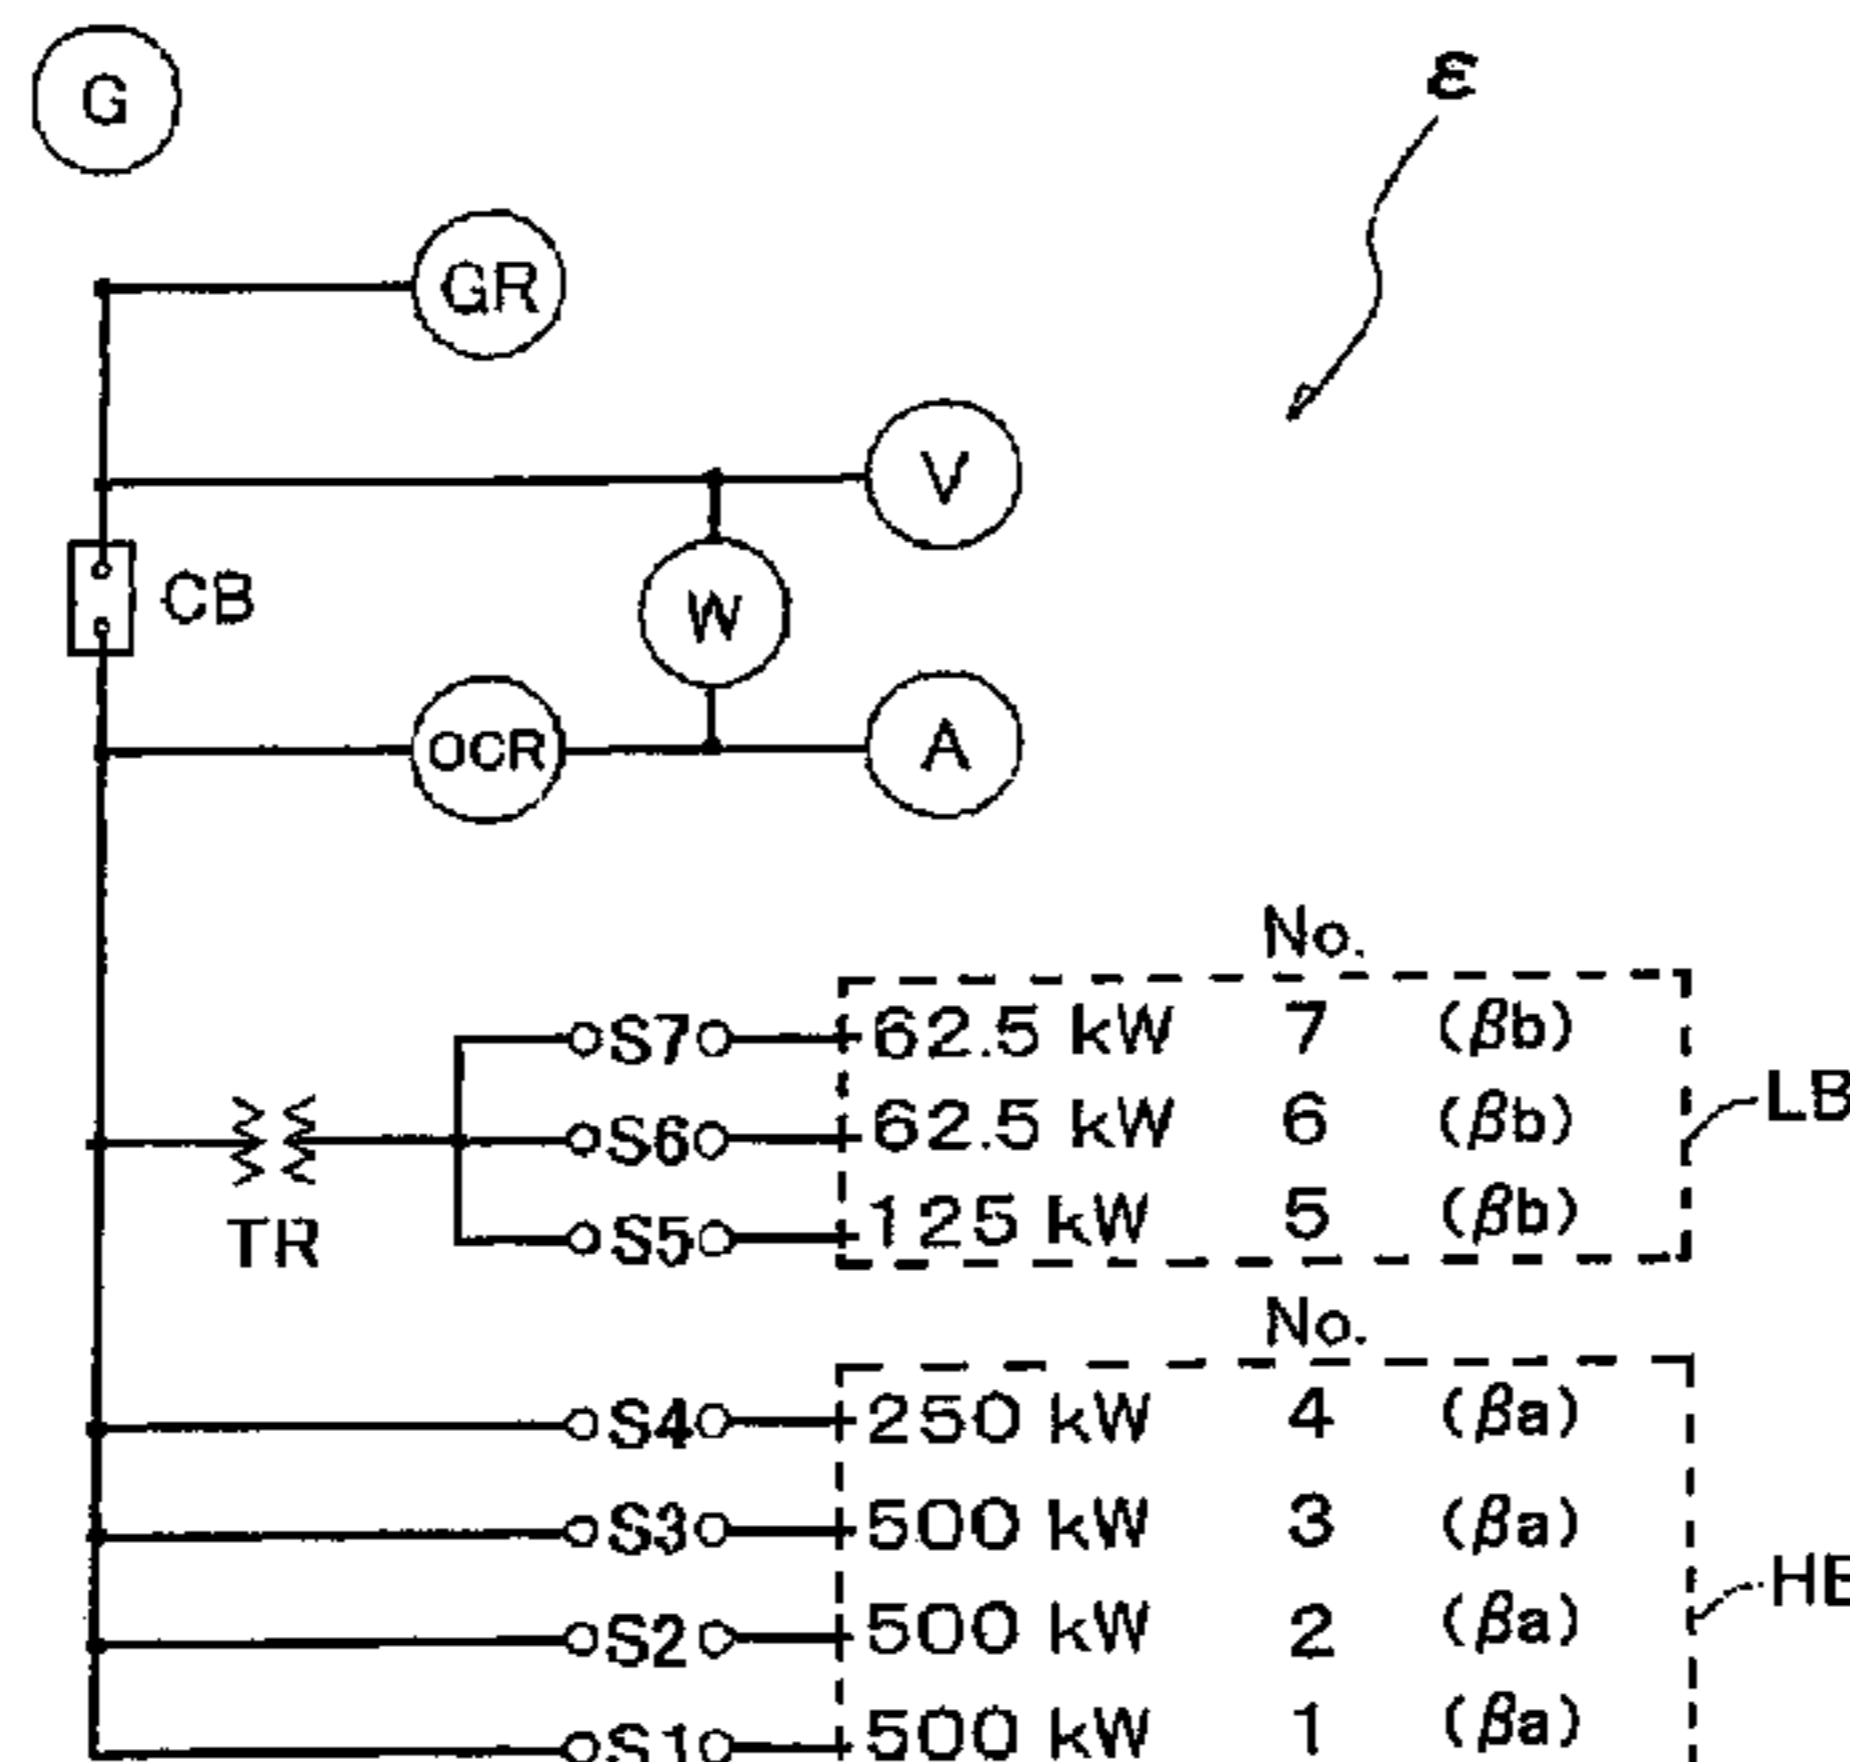 G
ε
GR
V
CB
W
OCR
A
No.
S7 62.5 kW 7 (βb)
S6 62.5 kW 6 (βb)
LB
S5 125 kW 5 (βb)
TR
No.
S4 250 kW 4 (βa)
S3 500 kW 3 (βa)
HB
S2 500 kW 2 (βa)
S1 500 kW 1 (βa)